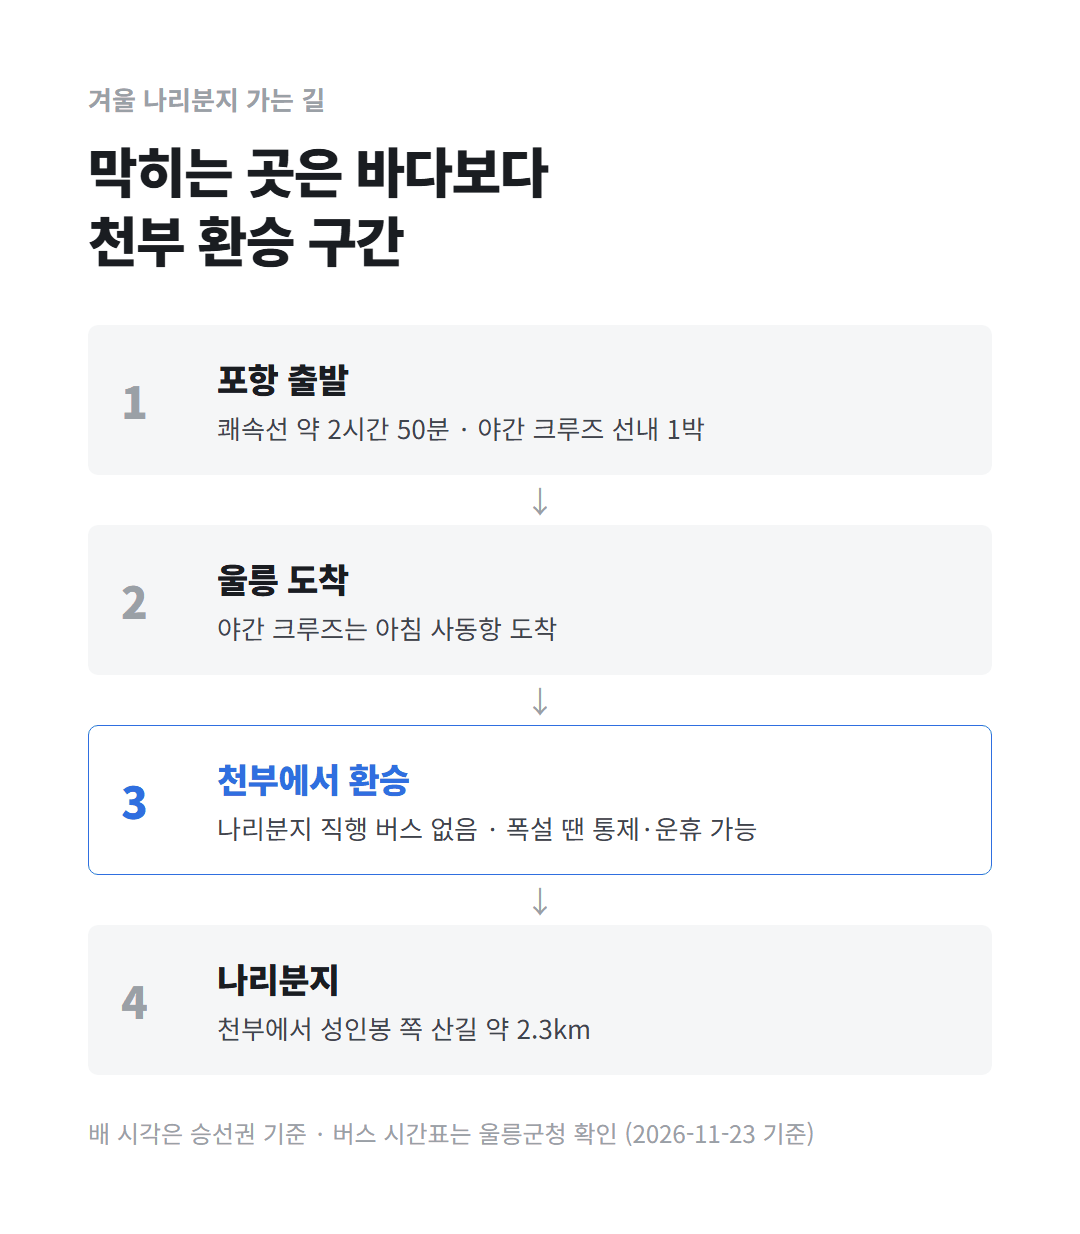 겨울 나리분지 가는 길
막히는 곳은 바다보다
천부 환승 구간
1
포항 출발
쾌속선 약 2시간 50분 · 야간 크루즈 선내 1박
↓
2
울릉 도착
야간 크루즈는 아침 사동항 도착
↓
3
천부에서 환승
나리분지 직행 버스 없음 · 폭설 땐 통제·운휴 가능
↓
4
나리분지
천부에서 성인봉 쪽 산길 약 2.3km
배 시각은 승선권 기준 · 버스 시간표는 울릉군청 확인 (2026-11-23 기준)